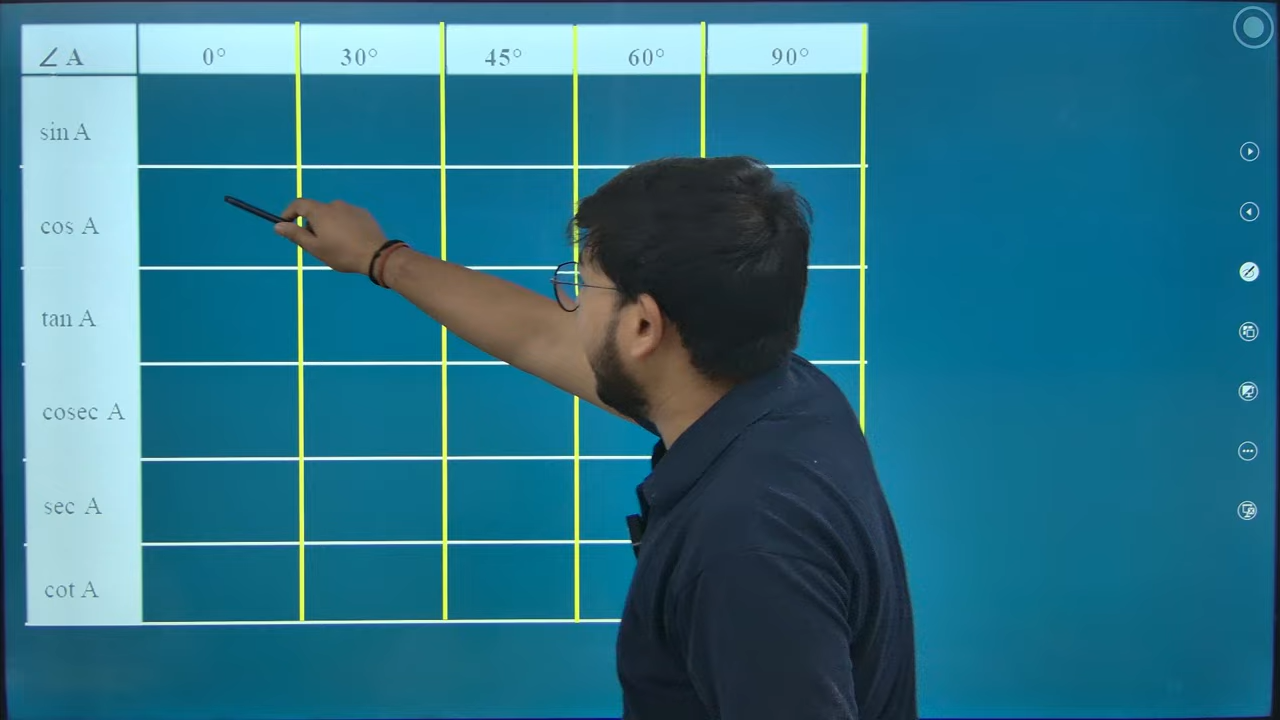 ∠A 0° 30° 45° 60° 90°
sin A
cos A
tan A
cosec A
sec A
cot A